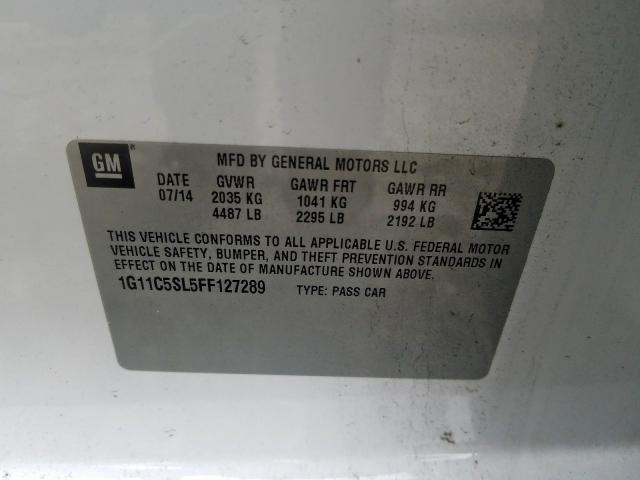 GM ® MFD BY GENERAL MOTORS LLC
DATE GVWR GAWR FRT GAWR RR
07/14 2035 KG 1041 KG 994 KG
4487 LB 2295 LB 2192 LB
THIS VEHICLE CONFORMS TO ALL APPLICABLE U.S. FEDERAL MOTOR
VEHICLE SAFETY, BUMPER, AND THEFT PREVENTION STANDARDS IN
EFFECT ON THE DATE OF MANUFACTURE SHOWN ABOVE.
1G11C5SL5FF127289 TYPE: PASS CAR